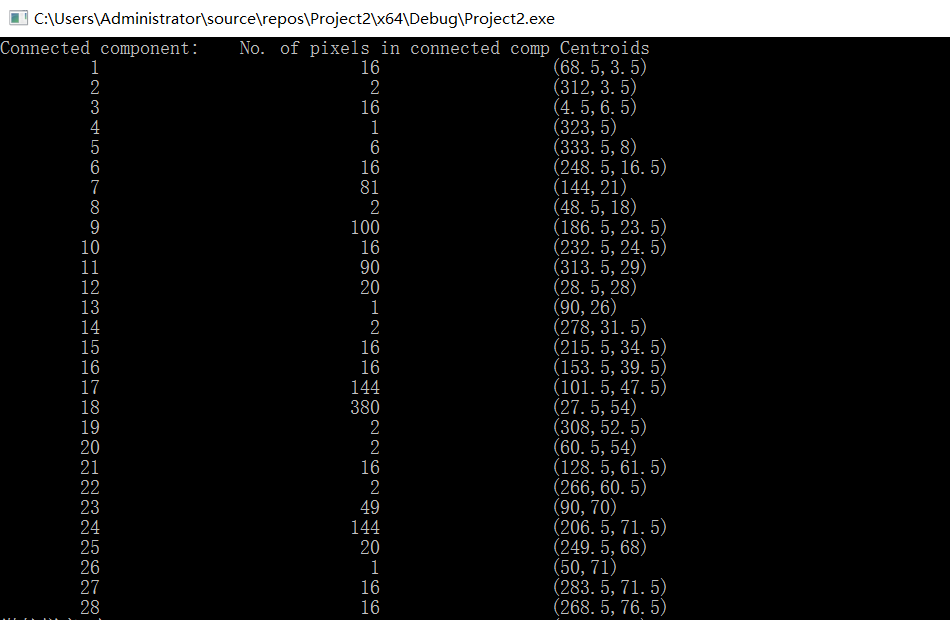 C:\Users\Administrator\source\repos\Project2\x64\Debug\Project2.exe
Connected component: No. of pixels in connected comp Centroids
1 16 (68.5,3.5)
2 2 (312,3.5)
3 16 (4.5,6.5)
4 1 (323,5)
5 6 (333.5,8)
6 16 (248.5,16.5)
7 81 (144,21)
8 2 (48.5,18)
9 100 (186.5,23.5)
10 16 (232.5,24.5)
11 90 (313.5,29)
12 20 (28.5,28)
13 1 (90,26)
14 2 (278,31.5)
15 16 (215.5,34.5)
16 16 (153.5,39.5)
17 144 (101.5,47.5)
18 380 (27.5,54)
19 2 (308,52.5)
20 2 (60.5,54)
21 16 (128.5,61.5)
22 2 (266,60.5)
23 49 (90,70)
24 144 (206.5,71.5)
25 20 (249.5,68)
26 1 (50,71)
27 16 (283.5,71.5)
28 16 (268.5,76.5)